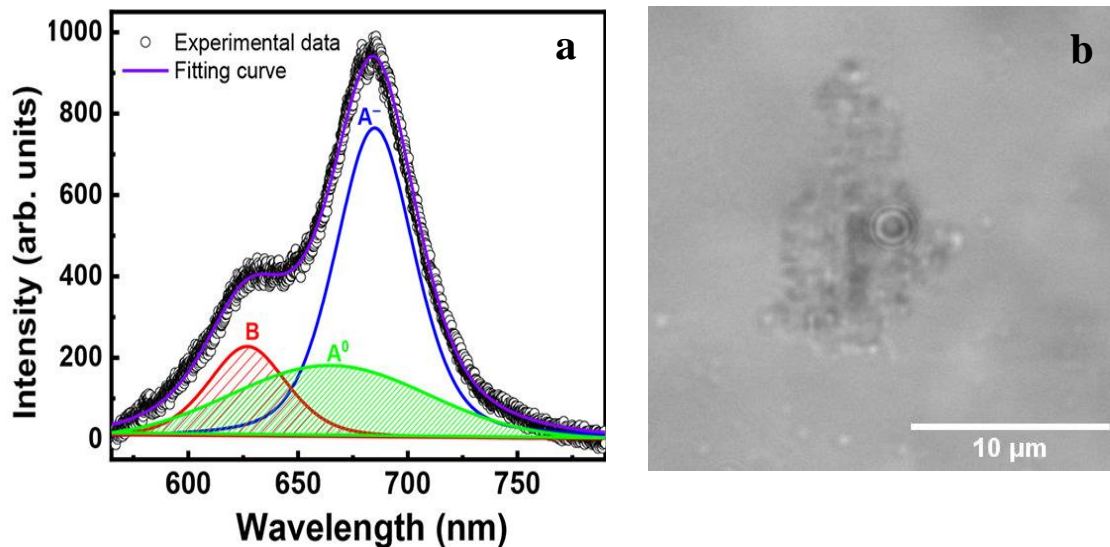 a
Experimental data
Fitting curve
Intensity (arb. units)
1000
800
600
400
200
0
A⁻
B
A⁰
600
650
700
750
Wavelength (nm)
b
10 µm